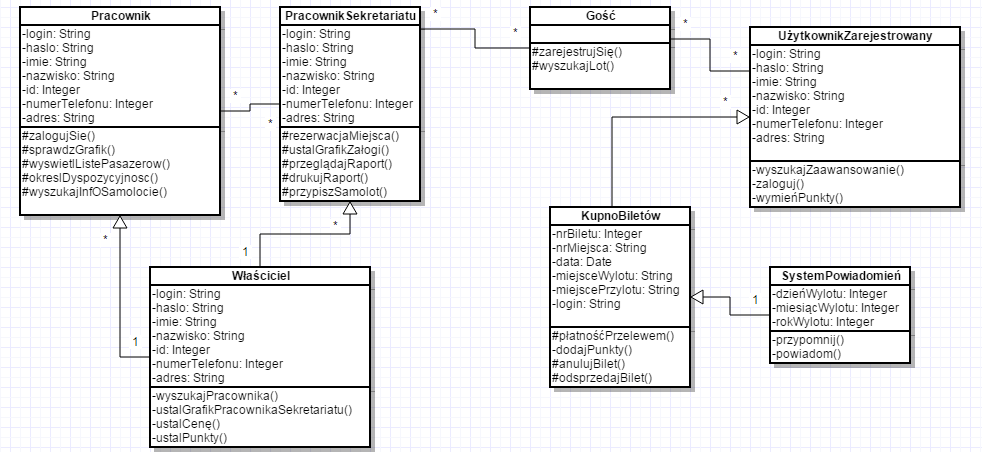 Pracownik
-login: String
-haslo: String
-imie: String
-nazwisko: String
-id: Integer
-numerTelefonu: Integer
-adres: String
#zalogujSie()
#sprawdzGrafik()
#wyswietlListePasazerow()
#okreslDyspozycyjnosc()
#wyszukajInfOSamolocie()
*
*
PracownikSekretariatu
-login: String
-haslo: String
-imie: String
-nazwisko: String
-id: Integer
-numerTelefonu: Integer
-adres: String
#rezerwacjaMiejsca()
#ustalGrafikZałogi()
#przeglądajRaport()
#drukujRaport()
#przypiszSamolot()
*
*
Gość
#zarejestrujSię()
#wyszukajLot()
*
*
UżytkownikZarejestrowany
-login: String
-haslo: String
-imie: String
-nazwisko: String
-id: Integer
-numerTelefonu: Integer
-adres: String
-wyszukajZaawansowanie()
-zaloguj()
-wymieńPunkty()
*
*
1
*
1
Właściciel
-login: String
-haslo: String
-imie: String
-nazwisko: String
-id: Integer
-numerTelefonu: Integer
-adres: String
-wyszukajPracownika()
-ustalGrafikPracownikaSekretariatu()
-ustalCenę()
-ustalPunkty()
KupnoBiletów
-nrBiletu: Integer
-nrMiejsca: String
-data: Date
-miejsceWylotu: String
-miejscePrzylotu: String
-login: String
#płatnośćPrzelewem()
-dodajPunkty()
#anulujBilet()
#odsprzedajBilet()
1
SystemPowiadomień
-dzieńWylotu: Integer
-miesiącWylotu: Integer
-rokWylotu: Integer
-przypomnij()
-powiadom()